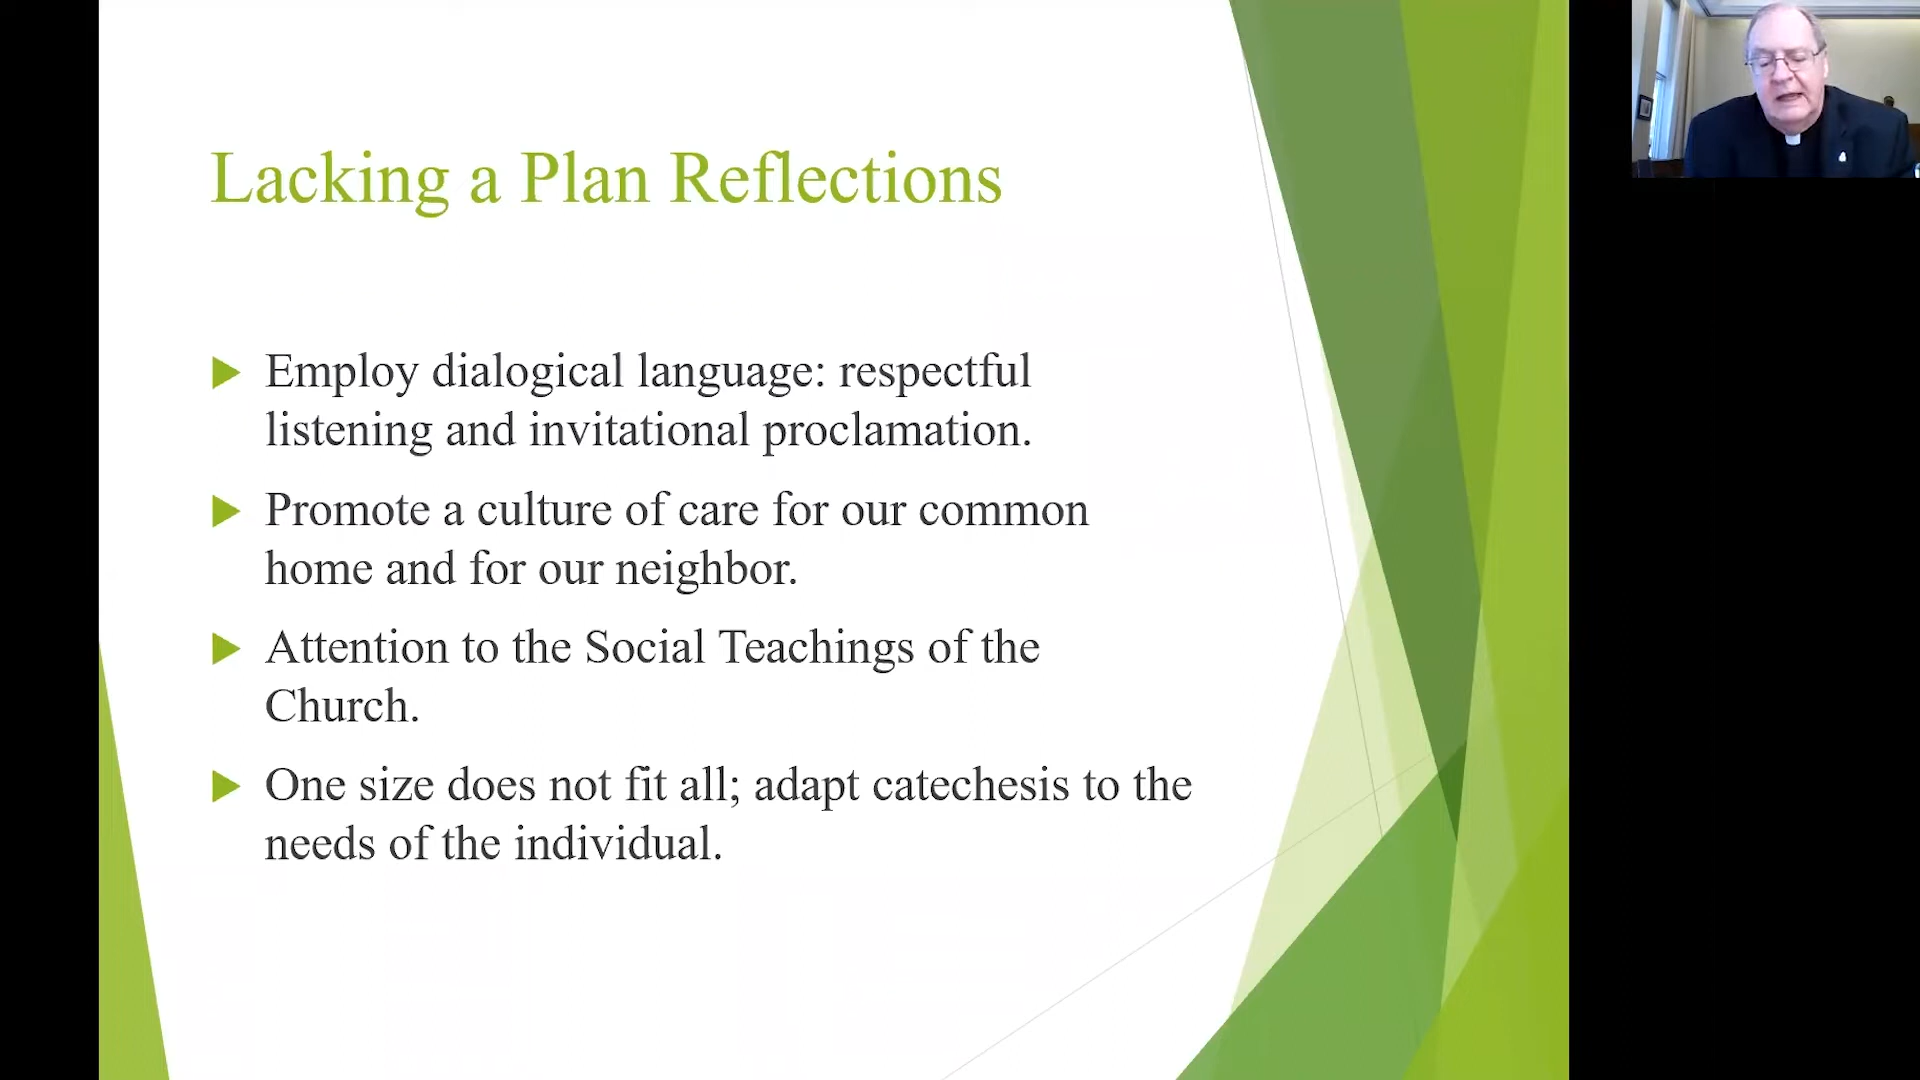 Lacking a Plan Reflections
Employ dialogical language: respectful
listening and invitational proclamation.
Promote a culture of care for our common
home and for our neighbor.
Attention to the Social Teachings of the
Church.
One size does not fit all; adapt catechesis to the
needs of the individual.